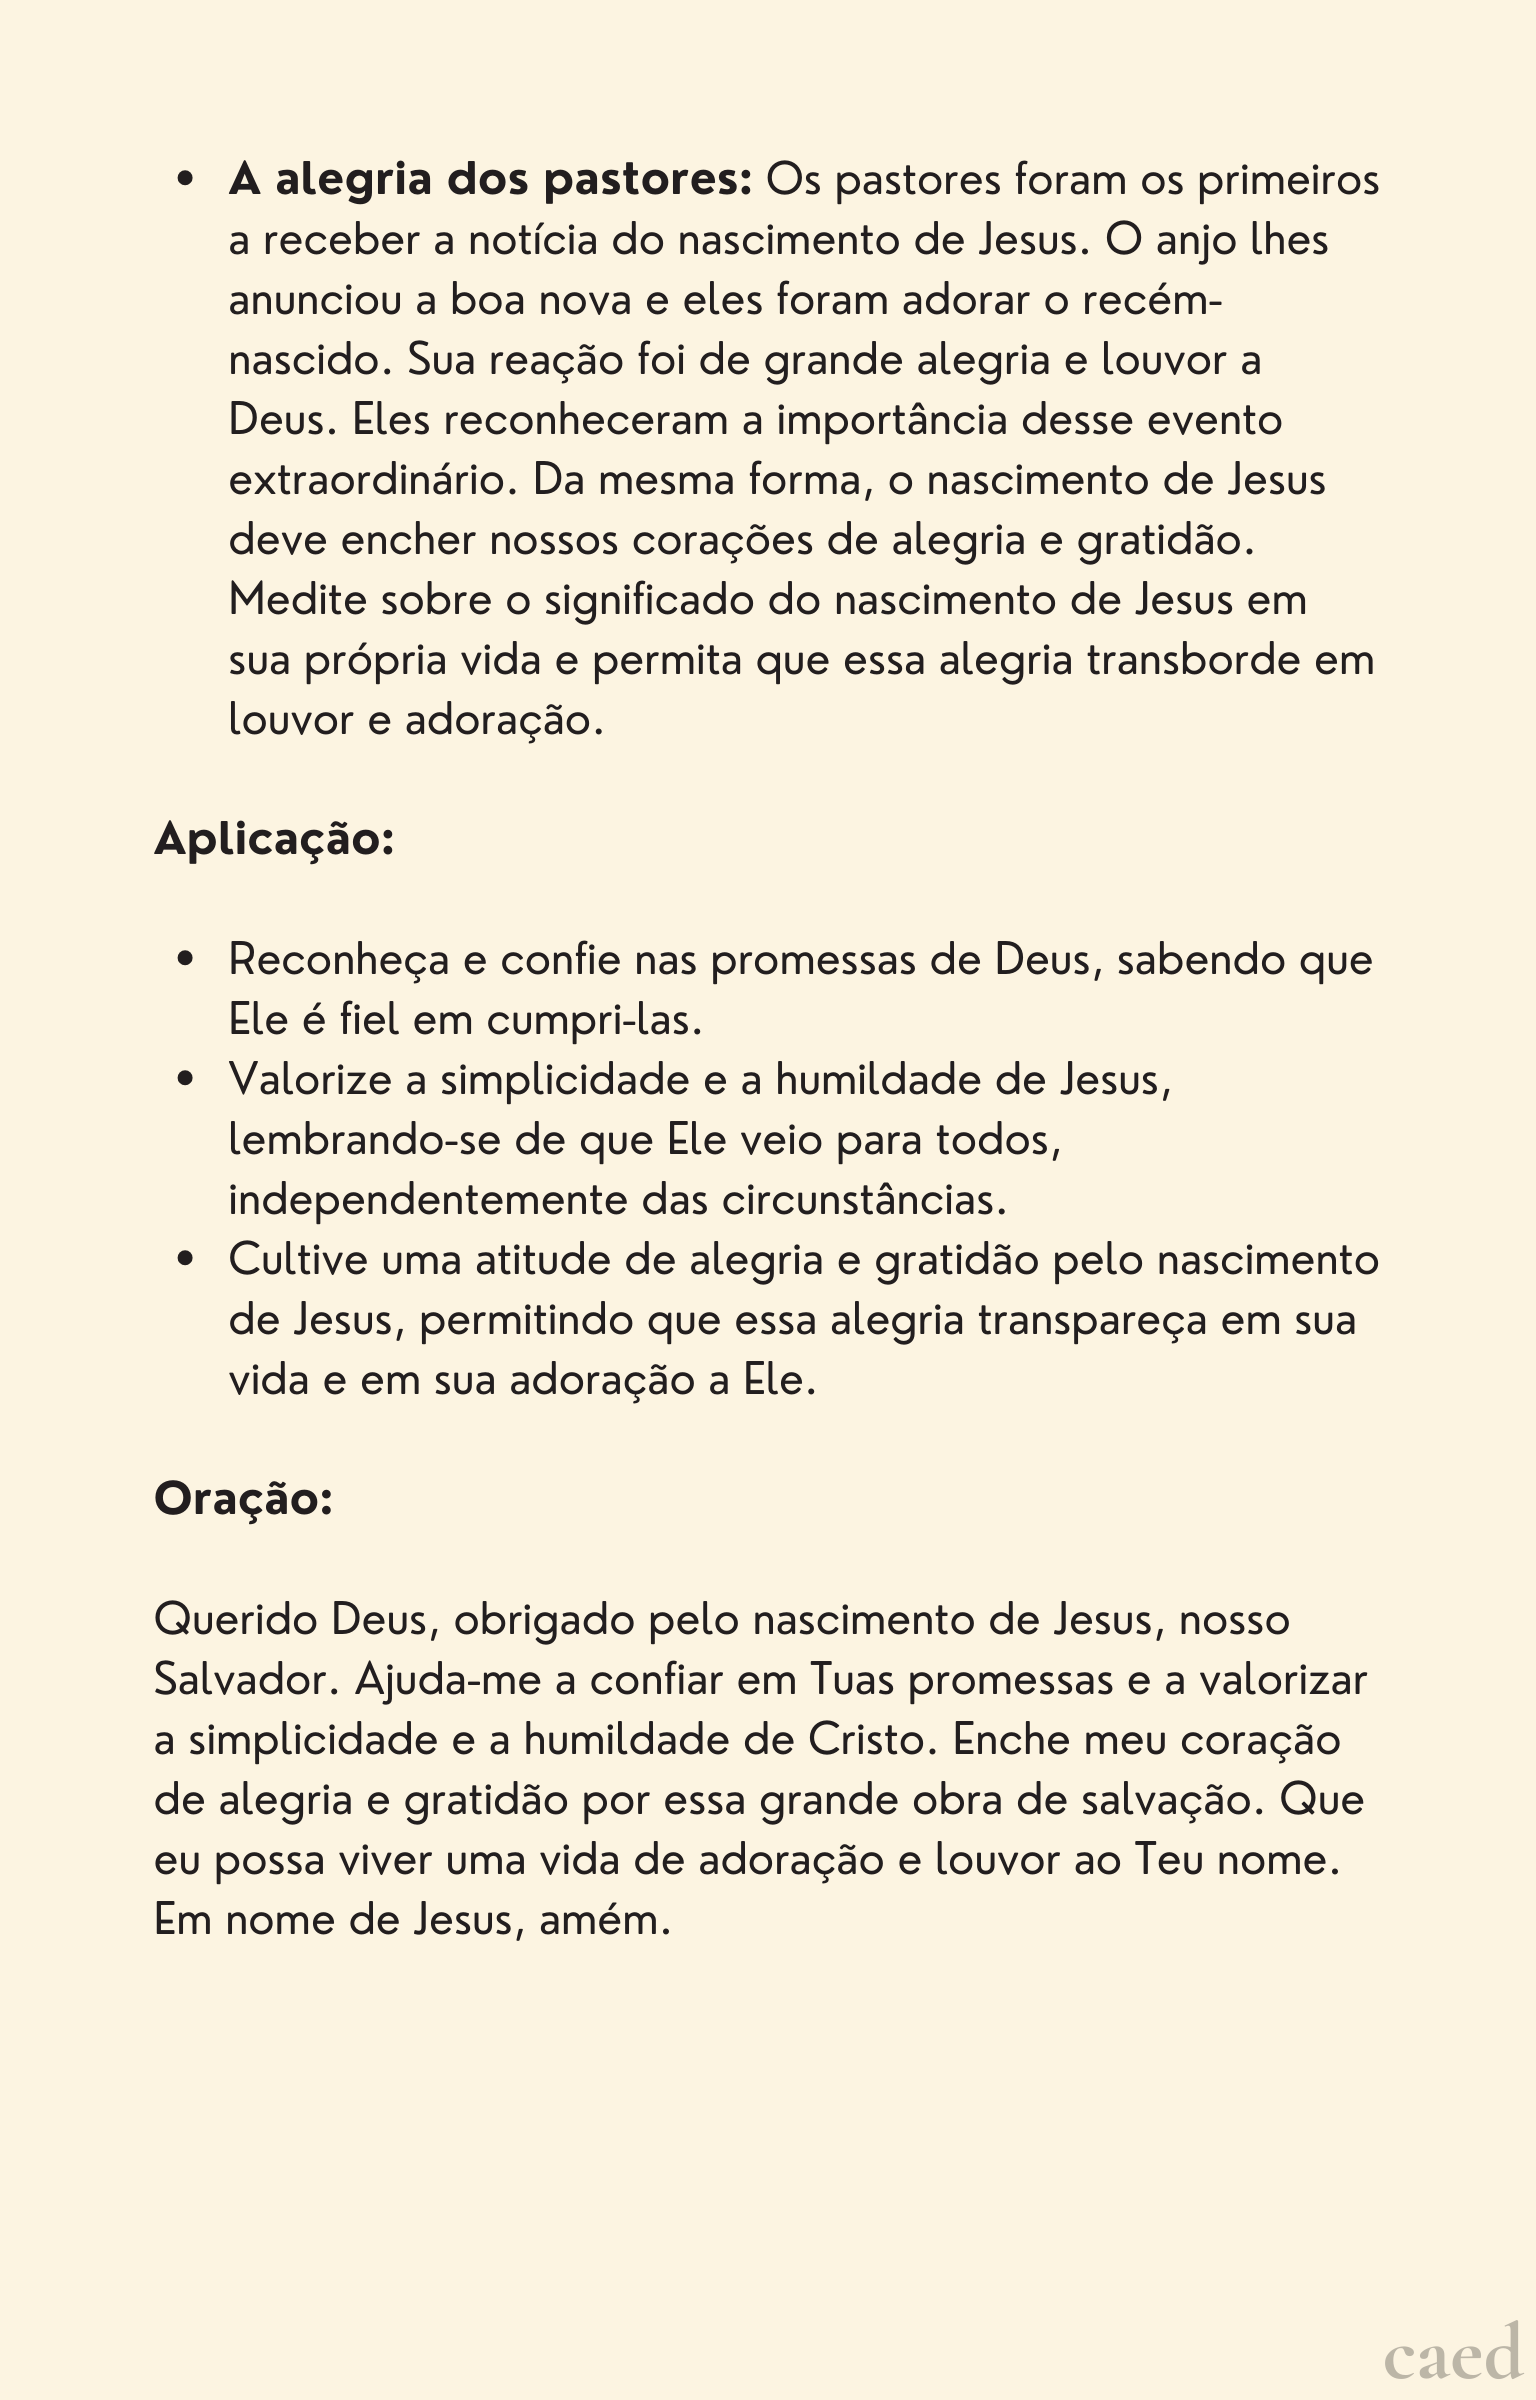 • A alegria dos pastores: Os pastores foram os primeiros
a receber a notícia do nascimento de Jesus. O anjo lhes
anunciou a boa nova e eles foram adorar o recém-
nascido. Sua reação foi de grande alegria e louvor a
Deus. Eles reconheceram a importância desse evento
extraordinário. Da mesma forma, o nascimento de Jesus
deve encher nossos corações de alegria e gratidão.
Medite sobre o significado do nascimento de Jesus em
sua própria vida e permita que essa alegria transborde em
louvor e adoração.
Aplicação:
• Reconheça e confie nas promessas de Deus, sabendo que
Ele é fiel em cumpri-las.
• Valorize a simplicidade e a humildade de Jesus,
lembrando-se de que Ele veio para todos,
independentemente das circunstâncias.
• Cultive uma atitude de alegria e gratidão pelo nascimento
de Jesus, permitindo que essa alegria transpareça em sua
vida e em sua adoração a Ele.
Oração:
Querido Deus, obrigado pelo nascimento de Jesus, nosso
Salvador. Ajuda-me a confiar em Tuas promessas e a valorizar
a simplicidade e a humildade de Cristo. Enche meu coração
de alegria e gratidão por essa grande obra de salvação. Que
eu possa viver uma vida de adoração e louvor ao Teu nome.
Em nome de Jesus, amém.
caed